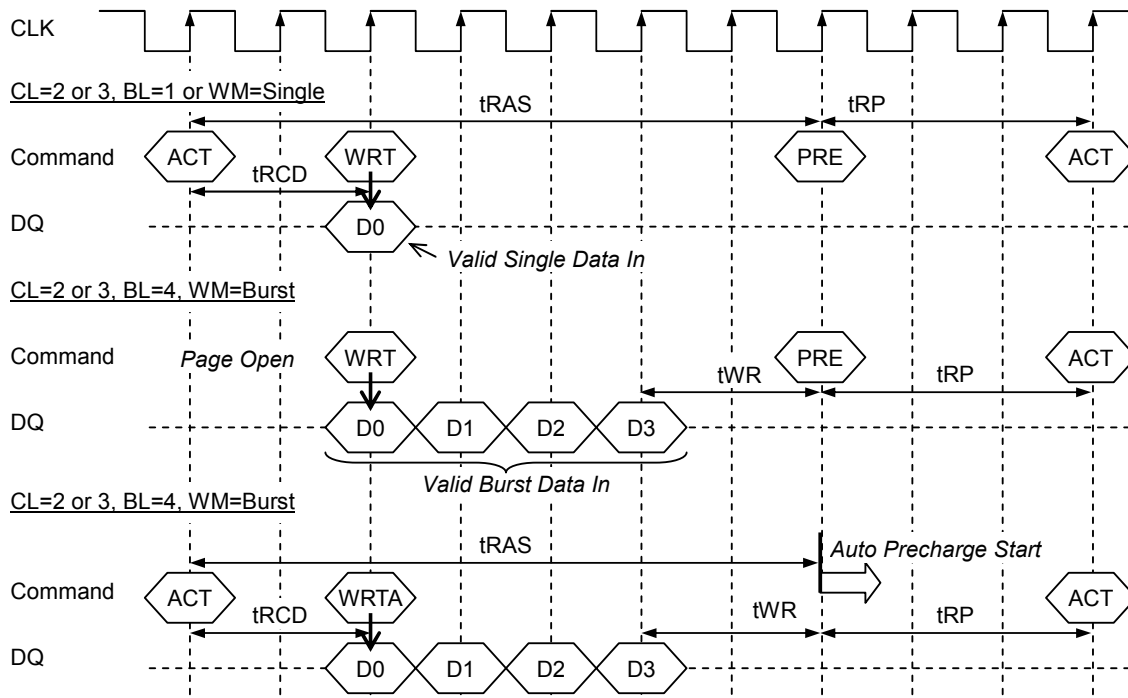 CLK
CL=2 or 3, BL=1 or WM=Single
tRAS tRP
Command ACT WRT PRE ACT
tRCD
DQ D0
Valid Single Data In
CL=2 or 3, BL=4, WM=Burst
Command Page Open WRT PRE ACT
tWR tRP
DQ D0 D1 D2 D3
Valid Burst Data In
CL=2 or 3, BL=4, WM=Burst
tRAS Auto Precharge Start
Command ACT WRTA ACT
tRCD tWR tRP
DQ D0 D1 D2 D3